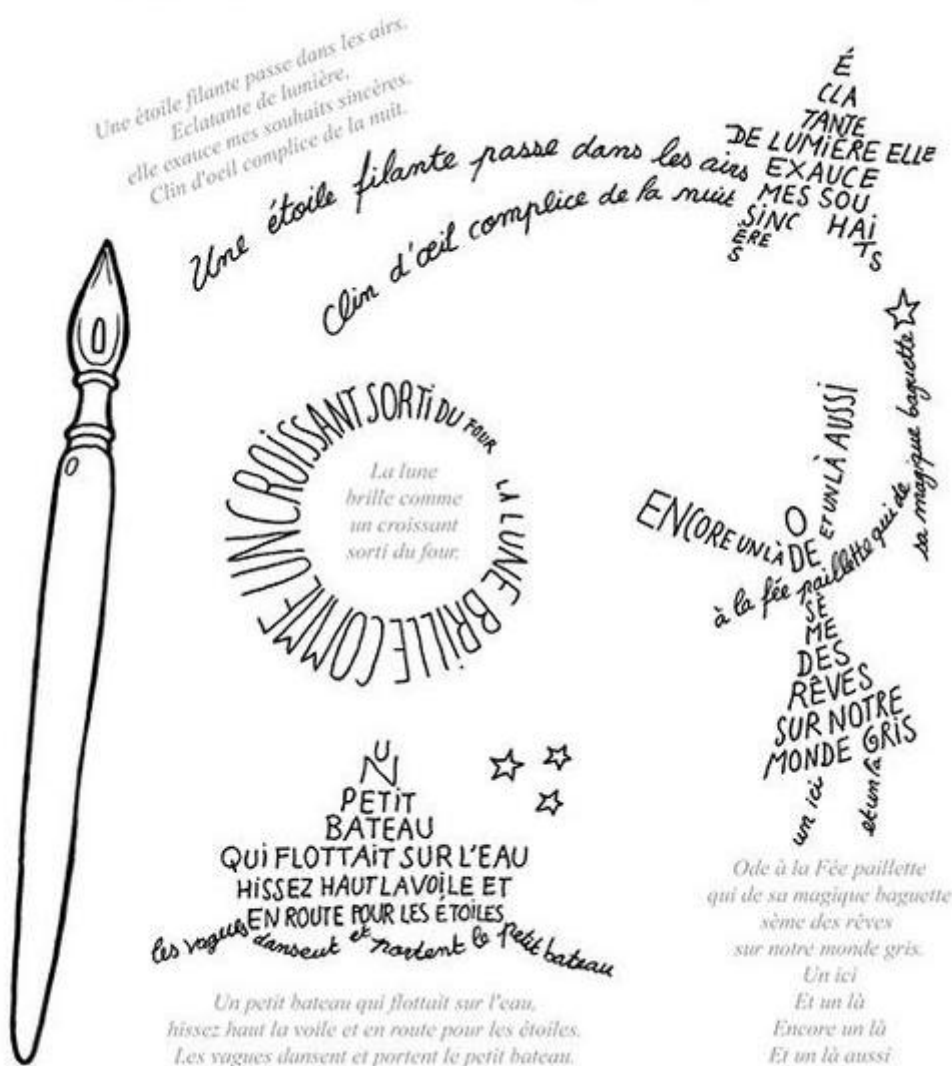 Une étoile filante passe dans les airs.
Eclatante de lumière,
elle exauce mes souhaits sincères.
Clin d'oeil complice de la nuit.
Une étoile filante passe dans les airs
É
CLA
TANTE
DE LUMIÈRE ELLE
EXAUCE
MES SOU
HAI
TS
SINC
ÈRE
S
Clin d'œil complice de la nuit
LA LUNE BRILLE COMME UN CROISSANT SORTI DU FOUR
La lune
brille comme
un croissant
sorti du four.
O
DE
à la fée paillette qui de
sa magique baguette
SÈ
ME
DES
RÊVES
SUR NOTRE
MONDE GRIS
un ici
et un là
ENCORE UN LÀ
ET UN LÀ AUSSI
UN
PETIT
BATEAU
QUI FLOTTAIT SUR L'EAU
HISSEZ HAUT LA VOILE ET
EN ROUTE POUR LES ÉTOILES
les vagues dansent et portent le petit bateau
Un petit bateau qui flottait sur l'eau,
hissez haut la voile et en route pour les étoiles.
Les vagues dansent et portent le petit bateau.
Ode à la Fée paillette
qui de sa magique baguette
sème des rêves
sur notre monde gris.
Un ici
Et un là
Encore un là
Et un là aussi